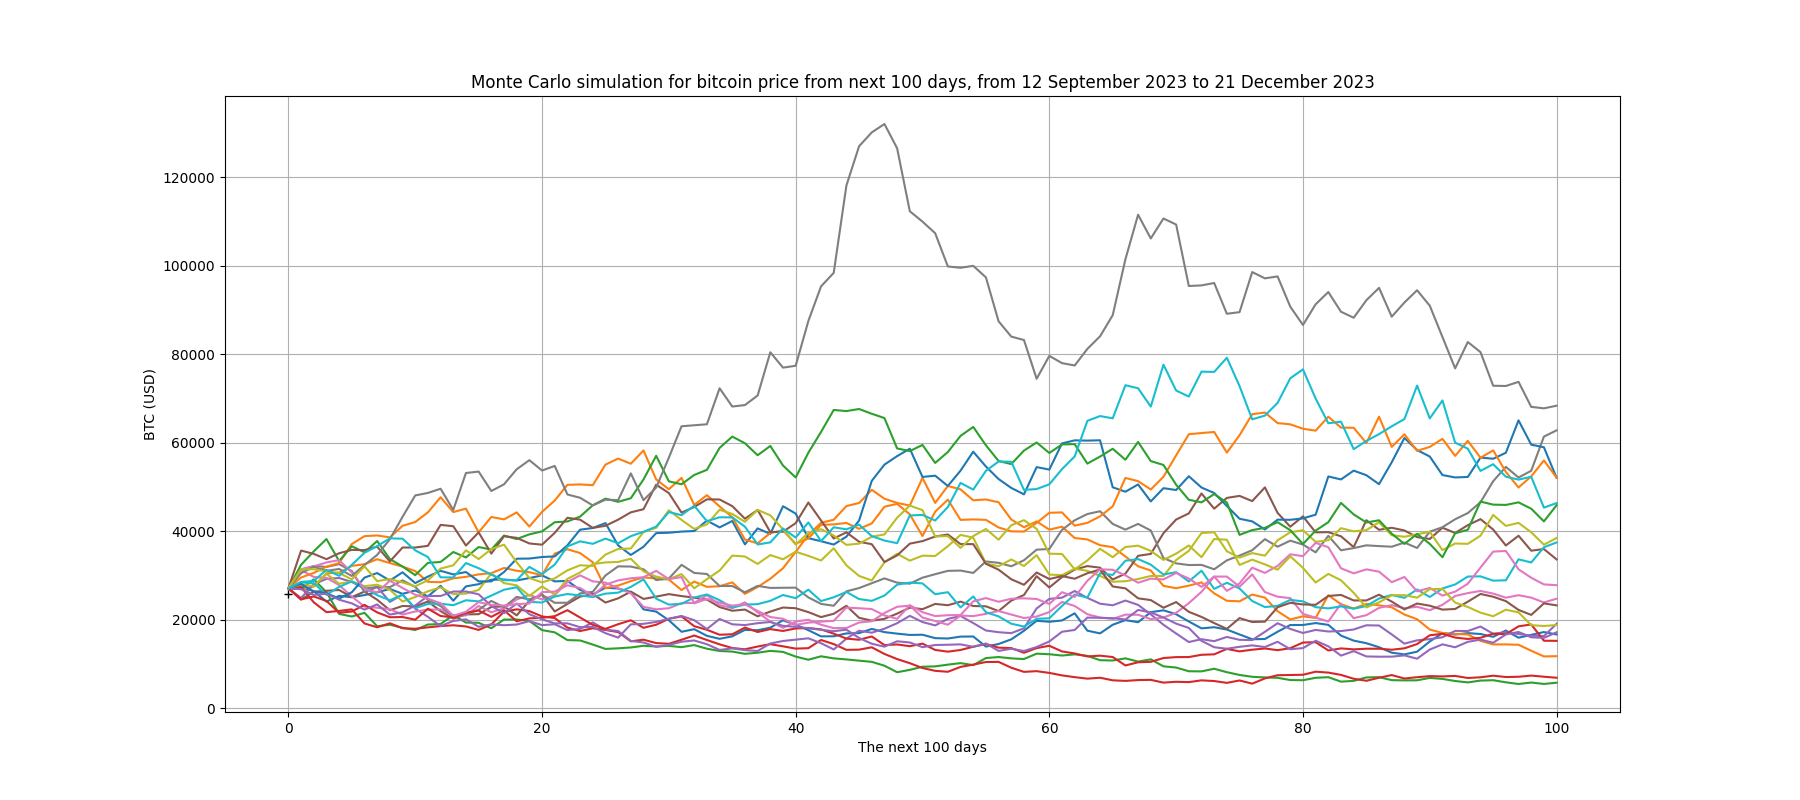 Monte Carlo simulation for bitcoin price from next 100 days, from 12 September 2023 to 21 December 2023
120000
100000
80000
60000
40000
20000
0
BTC (USD)
0 20 40 60 80 100
The next 100 days